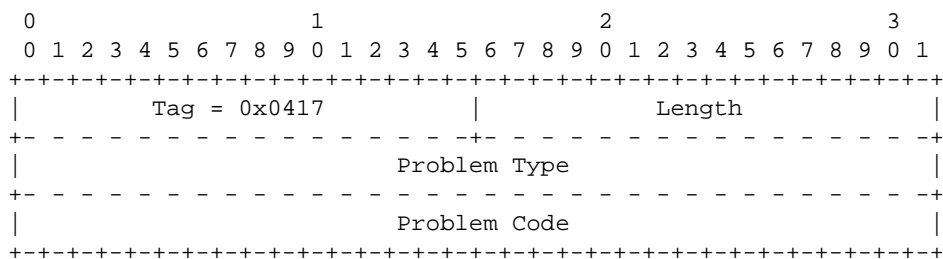 0                   1                   2                   3
 0 1 2 3 4 5 6 7 8 9 0 1 2 3 4 5 6 7 8 9 0 1 2 3 4 5 6 7 8 9 0 1
+-+-+-+-+-+-+-+-+-+-+-+-+-+-+-+-+-+-+-+-+-+-+-+-+-+-+-+-+-+-+-+-+
|         Tag = 0x0417          |            Length             |
+- - - - - - - - - - - - - - - -+- - - - - - - - - - - - - - - -+
|                          Problem Type                         |
+- - - - - - - - - - - - - - - - - - - - - - - - - - - - - - - -+
|                          Problem Code                         |
+-+-+-+-+-+-+-+-+-+-+-+-+-+-+-+-+-+-+-+-+-+-+-+-+-+-+-+-+-+-+-+-+